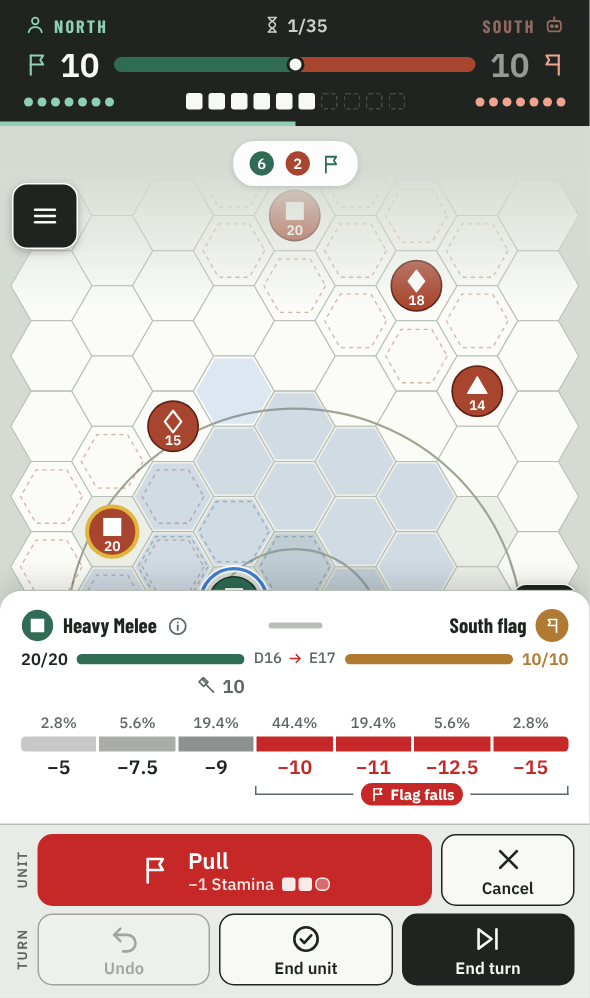 NORTH
1/35
SOUTH
10
10
6 2
20
18
14
15
20
Heavy Melee
South flag
20/20
D16 → E17
10/10
10
2.8% 5.6% 19.4% 44.4% 19.4% 5.6% 2.8%
−5 −7.5 −9 −10 −11 −12.5 −15
Flag falls
UNIT
Pull
−1 Stamina
Cancel
TURN
Undo
End unit
End turn